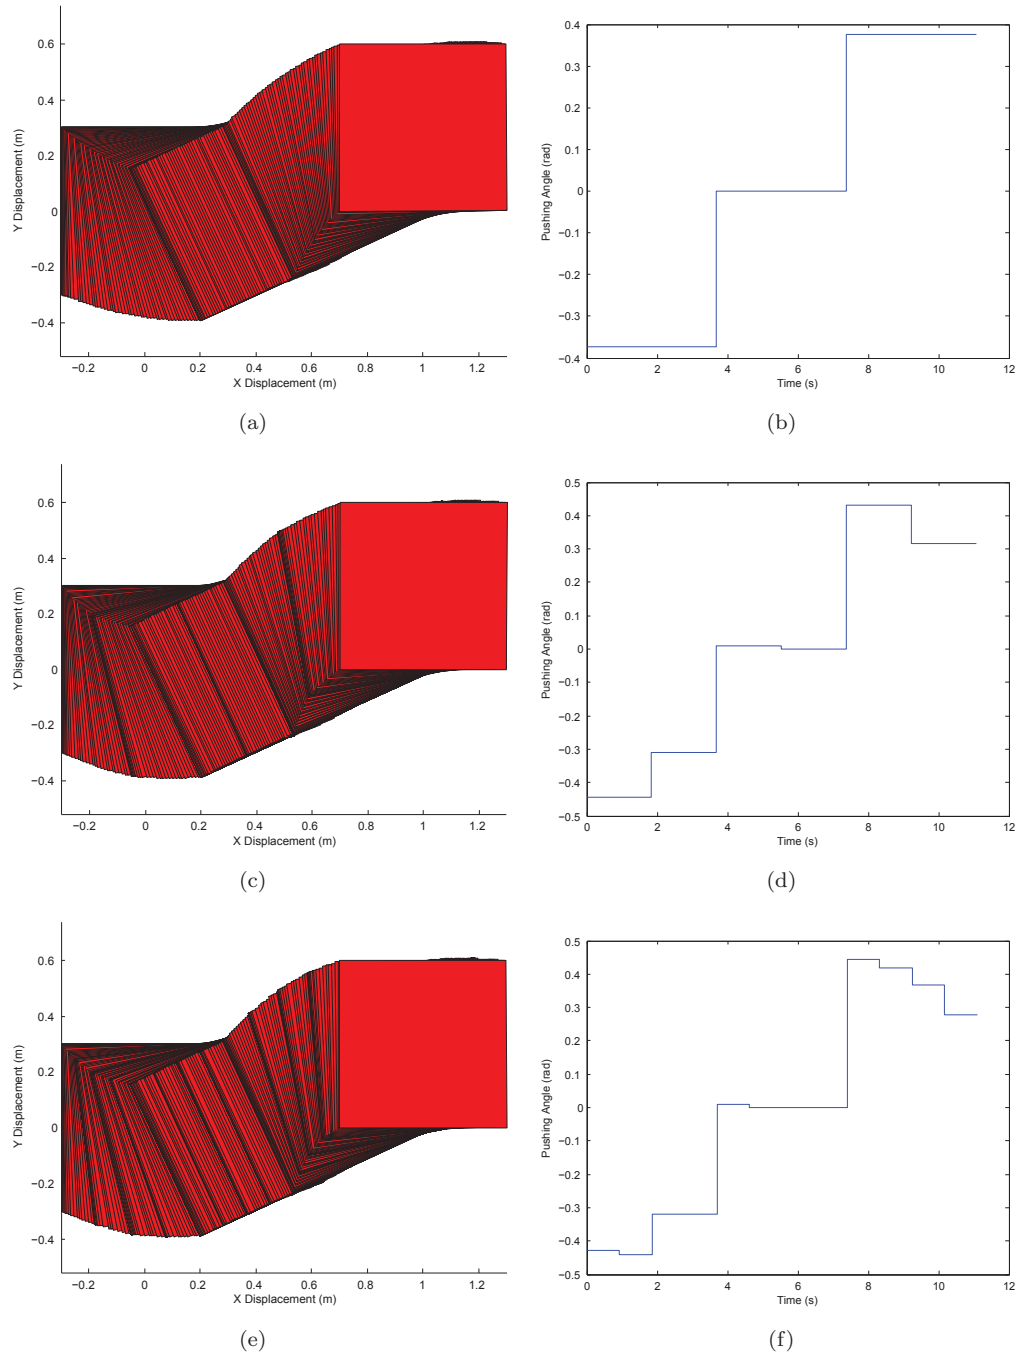 0.6
0.4
0.2
0
−0.2
−0.4
Y Displacement (m)
−0.2 0 0.2 0.4 0.6 0.8 1 1.2
X Displacement (m)
(a)
0.4
0.3
0.2
0.1
0
−0.1
−0.2
−0.3
−0.4
Pushing Angle (rad)
0 2 4 6 8 10 12
Time (s)
(b)
0.6
0.4
0.2
0
−0.2
−0.4
Y Displacement (m)
−0.2 0 0.2 0.4 0.6 0.8 1 1.2
X Displacement (m)
(c)
0.5
0.4
0.3
0.2
0.1
0
−0.1
−0.2
−0.3
−0.4
−0.5
Pushing Angle (rad)
0 2 4 6 8 10 12
Time (s)
(d)
0.6
0.4
0.2
0
−0.2
−0.4
Y Displacement (m)
−0.2 0 0.2 0.4 0.6 0.8 1 1.2
X Displacement (m)
(e)
0.5
0.4
0.3
0.2
0.1
0
−0.1
−0.2
−0.3
−0.4
−0.5
Pushing Angle (rad)
0 2 4 6 8 10 12
Time (s)
(f)